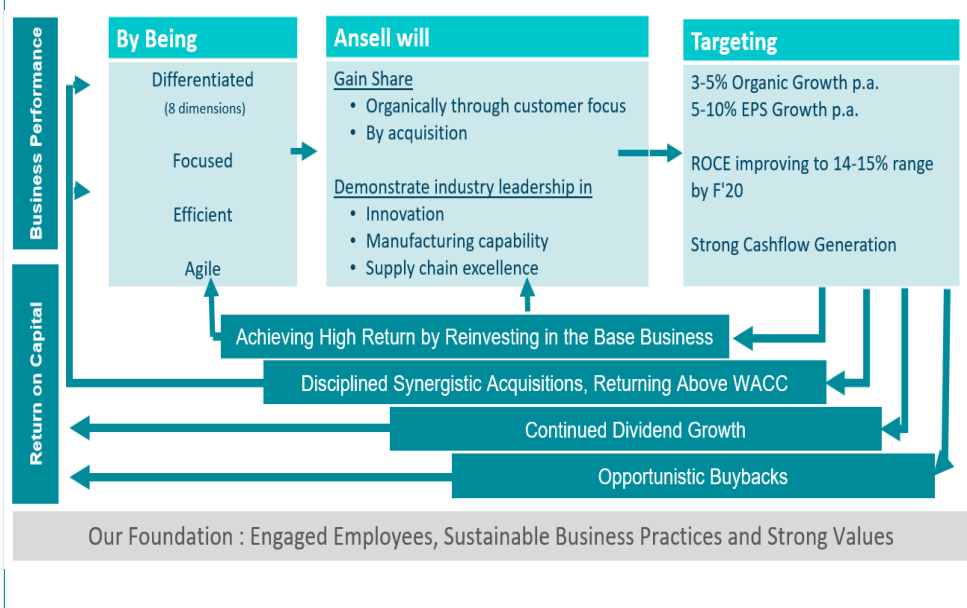 Business Performance
Return on Capital
By Being
Differentiated
(8 dimensions)
Focused
Efficient
Agile
Ansell will
Gain Share
• Organically through customer focus
• By acquisition
Demonstrate industry leadership in
• Innovation
• Manufacturing capability
• Supply chain excellence
Targeting
3-5% Organic Growth p.a.
5-10% EPS Growth p.a.
ROCE improving to 14-15% range
by F'20
Strong Cashflow Generation
Achieving High Return by Reinvesting in the Base Business
Disciplined Synergistic Acquisitions, Returning Above WACC
Continued Dividend Growth
Opportunistic Buybacks
Our Foundation : Engaged Employees, Sustainable Business Practices and Strong Values